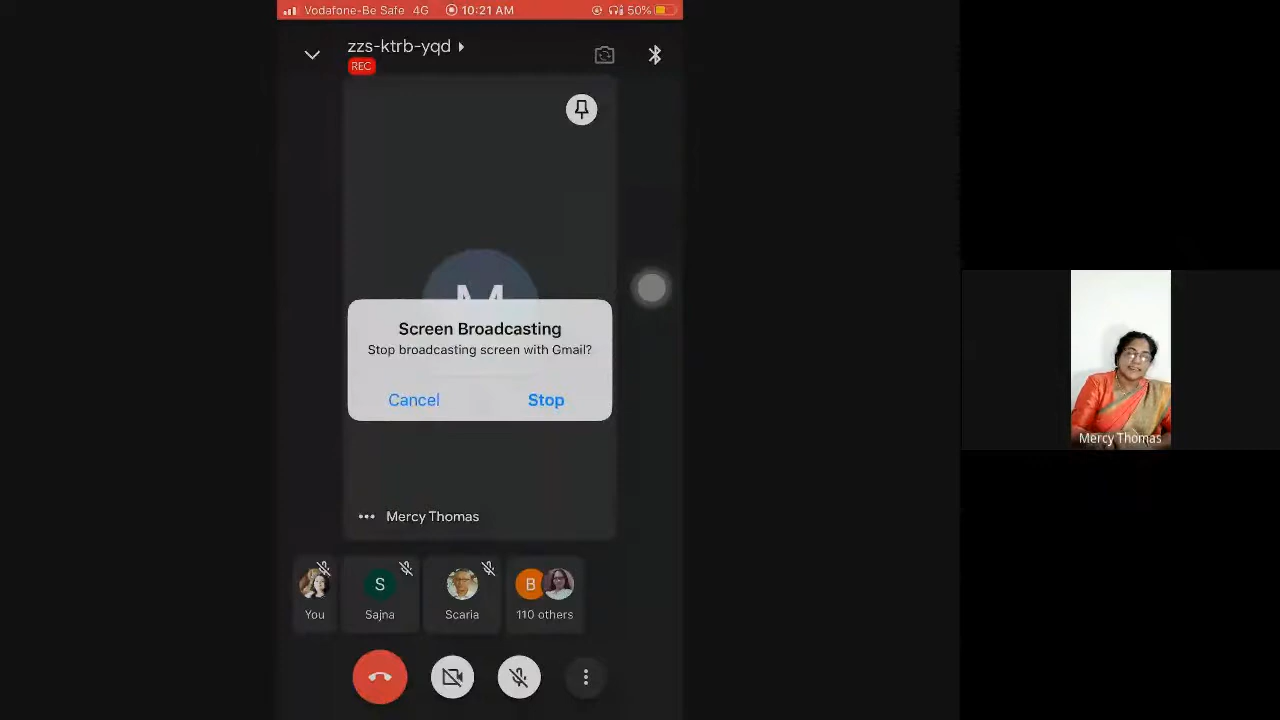 Vodafone-Be Safe 4G 10:21 AM 50%
zzs-ktrb-yqd
REC
M
Screen Broadcasting
Stop broadcasting screen with Gmail?
Cancel Stop
Mercy Thomas
S B
You Sajna Scaria 110 others
Mercy Thomas